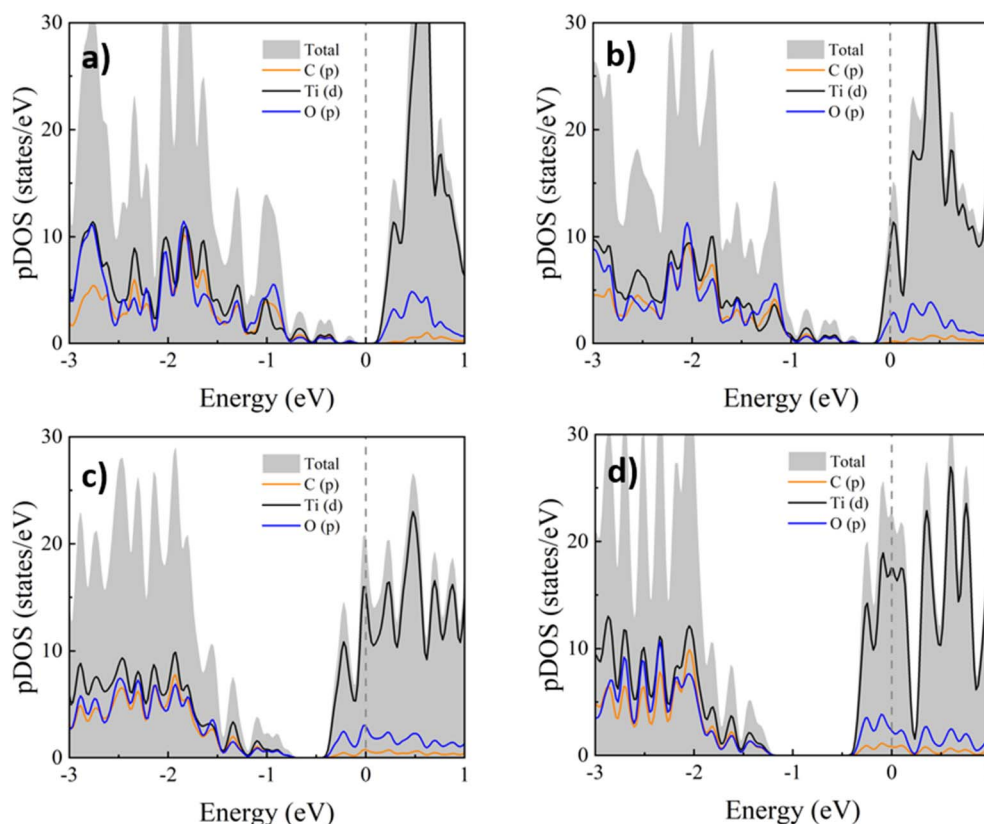 a)
30
20
10
0
pDOS (states/eV)
Total
C (p)
Ti (d)
O (p)
-3 -2 -1 0 1
Energy (eV)
b)
30
20
10
0
pDOS (states/eV)
Total
C (p)
Ti (d)
O (p)
-3 -2 -1 0
Energy (eV)
c)
30
20
10
0
pDOS (states/eV)
Total
C (p)
Ti (d)
O (p)
-3 -2 -1 0 1
Energy (eV)
d)
30
20
10
0
pDOS (states/eV)
Total
C (p)
Ti (d)
O (p)
-3 -2 -1 0
Energy (eV)